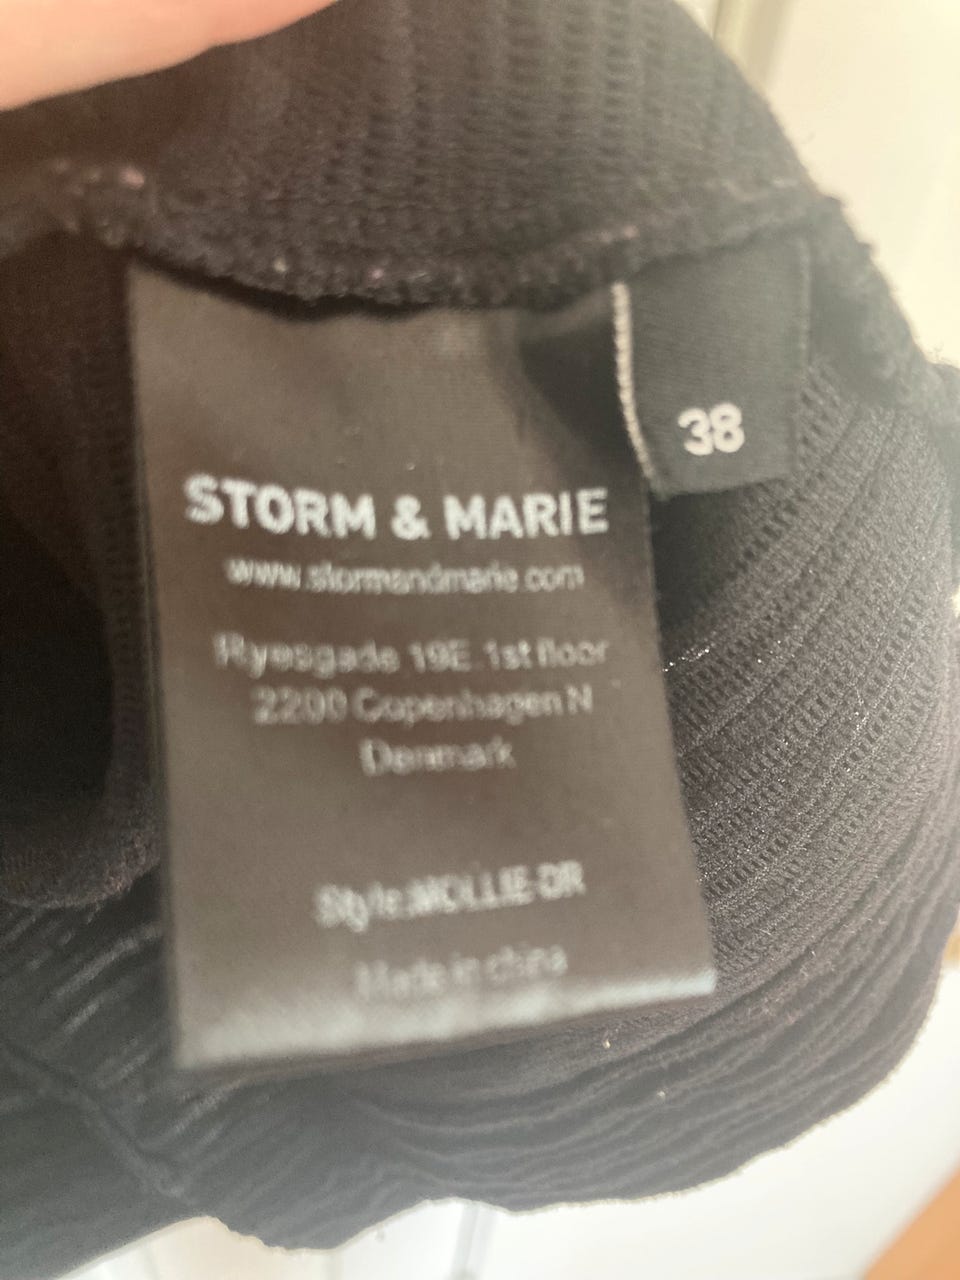 38
STORM & MARIE
www.stormandmarie.com
Ryesgade 19E 1st floor
2200 Copenhagen N
Denmark
Style:MOLLIE-DR
Made in china